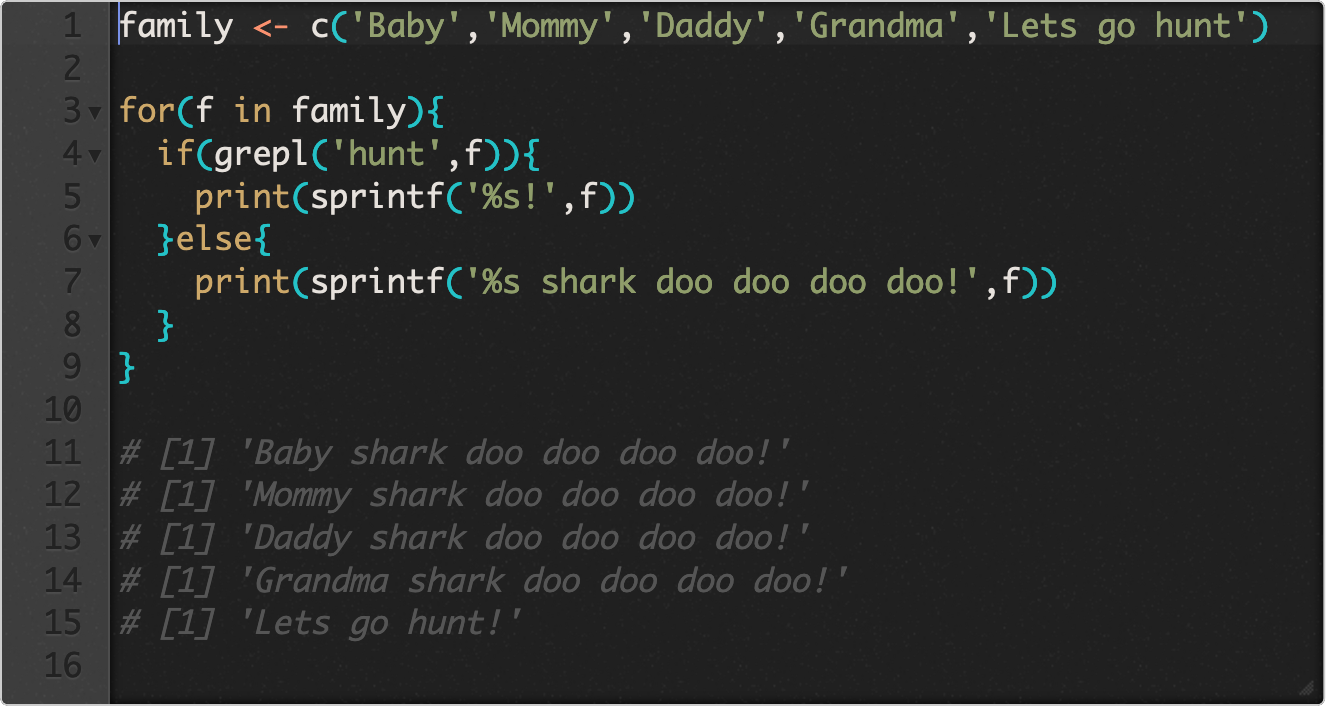 1 family <- c('Baby','Mommy','Daddy','Grandma','Lets go hunt')
2
3 for(f in family){
4   if(grepl('hunt',f)){
5     print(sprintf('%s!',f))
6   }else{
7     print(sprintf('%s shark doo doo doo doo!',f))
8   }
9 }
10
11 # [1] 'Baby shark doo doo doo doo!'
12 # [1] 'Mommy shark doo doo doo doo!'
13 # [1] 'Daddy shark doo doo doo doo!'
14 # [1] 'Grandma shark doo doo doo doo!'
15 # [1] 'Lets go hunt!'
16